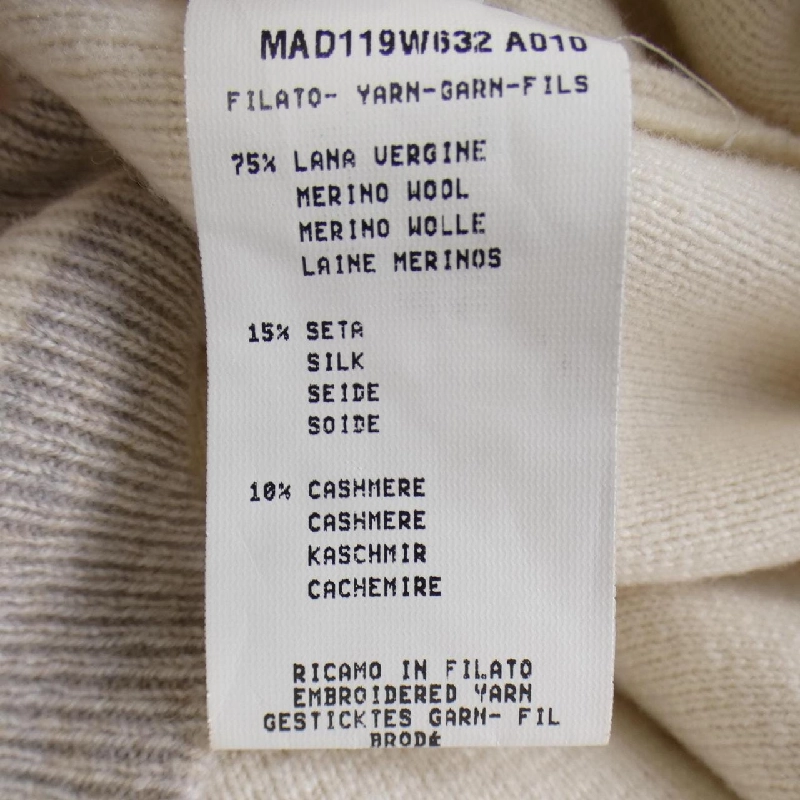 MAD119W632 A010
FILATO- YARN-GARN-FILS
75% LANA VERGINE
MERINO WOOL
MERINO WOLLE
LAINE MERINOS
15% SETA
SILK
SEIDE
SOIDE
10% CASHMERE
CASHMERE
KASCHMIR
CACHEMIRE
RICAMO IN FILATO
EMBROIDERED YARN
GESTICKTES GARN- FIL
BRODé